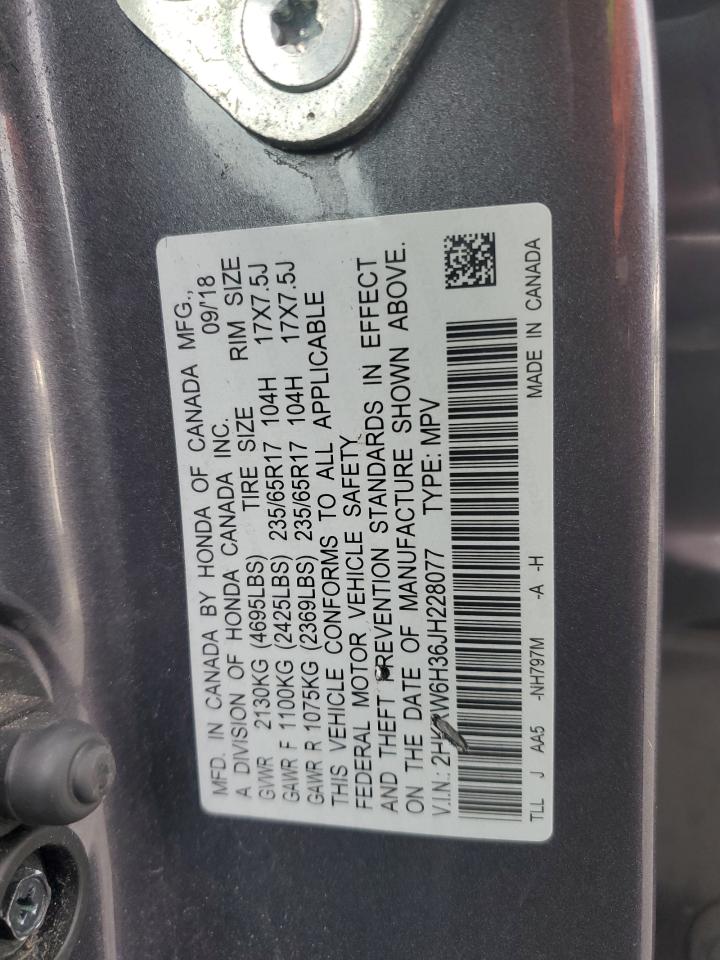 MFD. IN CANADA BY HONDA OF CANADA MFG.,
A DIVISION OF HONDA CANADA INC. 09/'18
GVWR 2130KG (4695LBS) TIRE SIZE RIM SIZE
GAWR F 1100KG (2425LBS) 235/65R17 104H 17X7.5J
GAWR R 1075KG (2369LBS) 235/65R17 104H 17X7.5J
THIS VEHICLE CONFORMS TO ALL APPLICABLE
FEDERAL MOTOR VEHICLE SAFETY
AND THEFT PREVENTION STANDARDS IN EFFECT
ON THE DATE OF MANUFACTURE SHOWN ABOVE.
V.I.N.: TYPE: MPV
TLL J AA5 -NH797M -A -H MADE IN CANADA